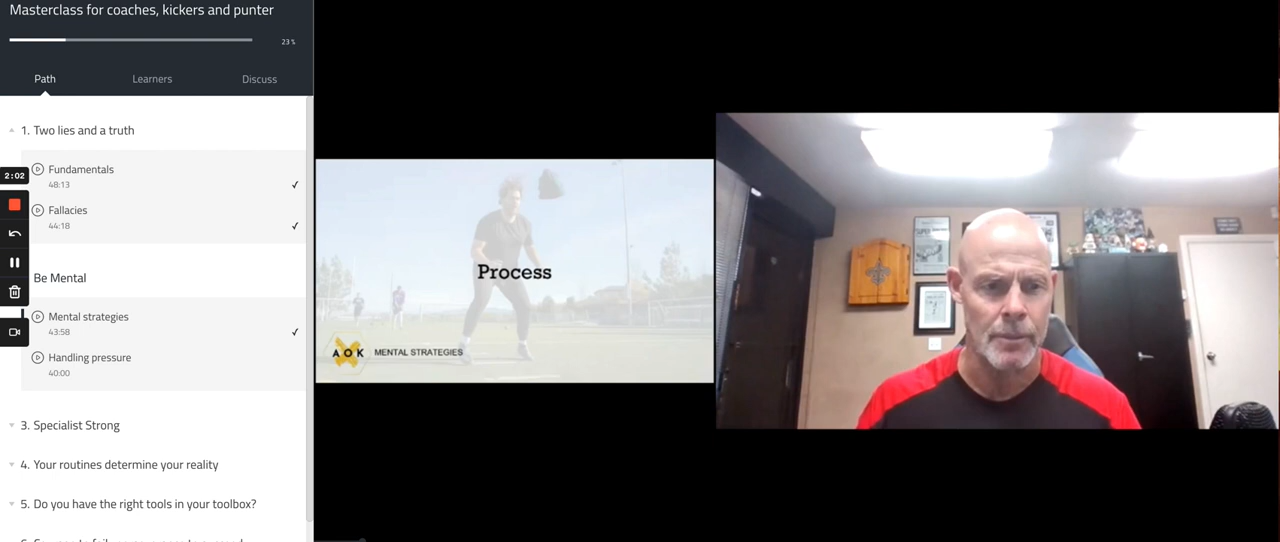 Masterclass for coaches, kickers and punter
23%
Path
Learners
Discuss
1. Two lies and a truth
Fundamentals
48:13
Fallacies
44:18
2:02
Be Mental
Mental strategies
43:58
Handling pressure
40:00
3. Specialist Strong
4. Your routines determine your reality
5. Do you have the right tools in your toolbox?
Process
AOK
MENTAL STRATEGIES